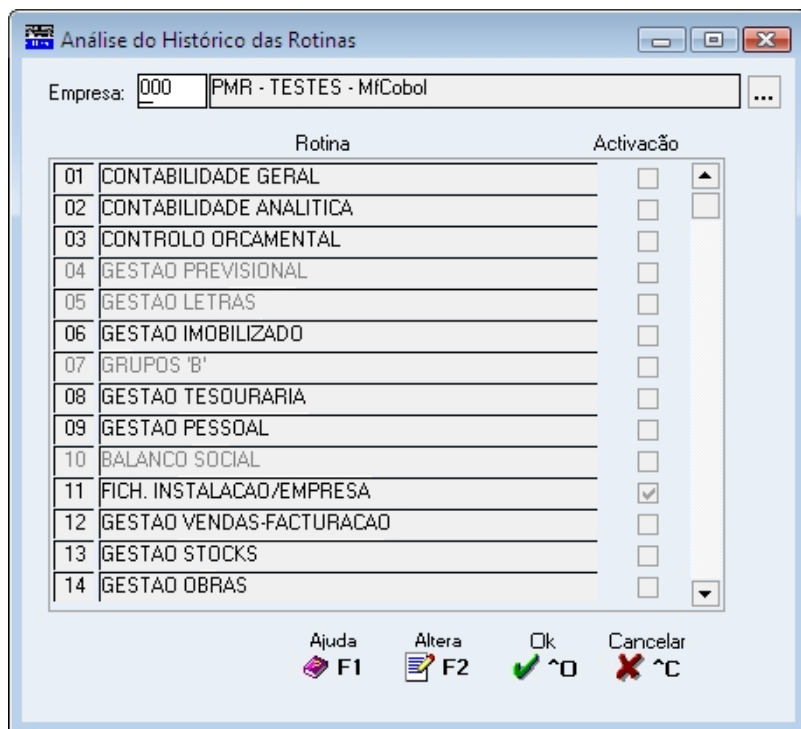 Análise do Histórico das Rotinas
Empresa: 000 PMR - TESTES - MfCobol ...
Rotina Activacão
01 CONTABILIDADE GERAL
02 CONTABILIDADE ANALITICA
03 CONTROLO ORCAMENTAL
04 GESTAO PREVISIONAL
05 GESTAO LETRAS
06 GESTAO IMOBILIZADO
07 GRUPOS 'B'
08 GESTAO TESOURARIA
09 GESTAO PESSOAL
10 BALANCO SOCIAL
11 FICH. INSTALACAO/EMPRESA
12 GESTAO VENDAS-FACTURACAO
13 GESTAO STOCKS
14 GESTAO OBRAS
Ajuda Altera Ok Cancelar
F1 F2 ^O ^C